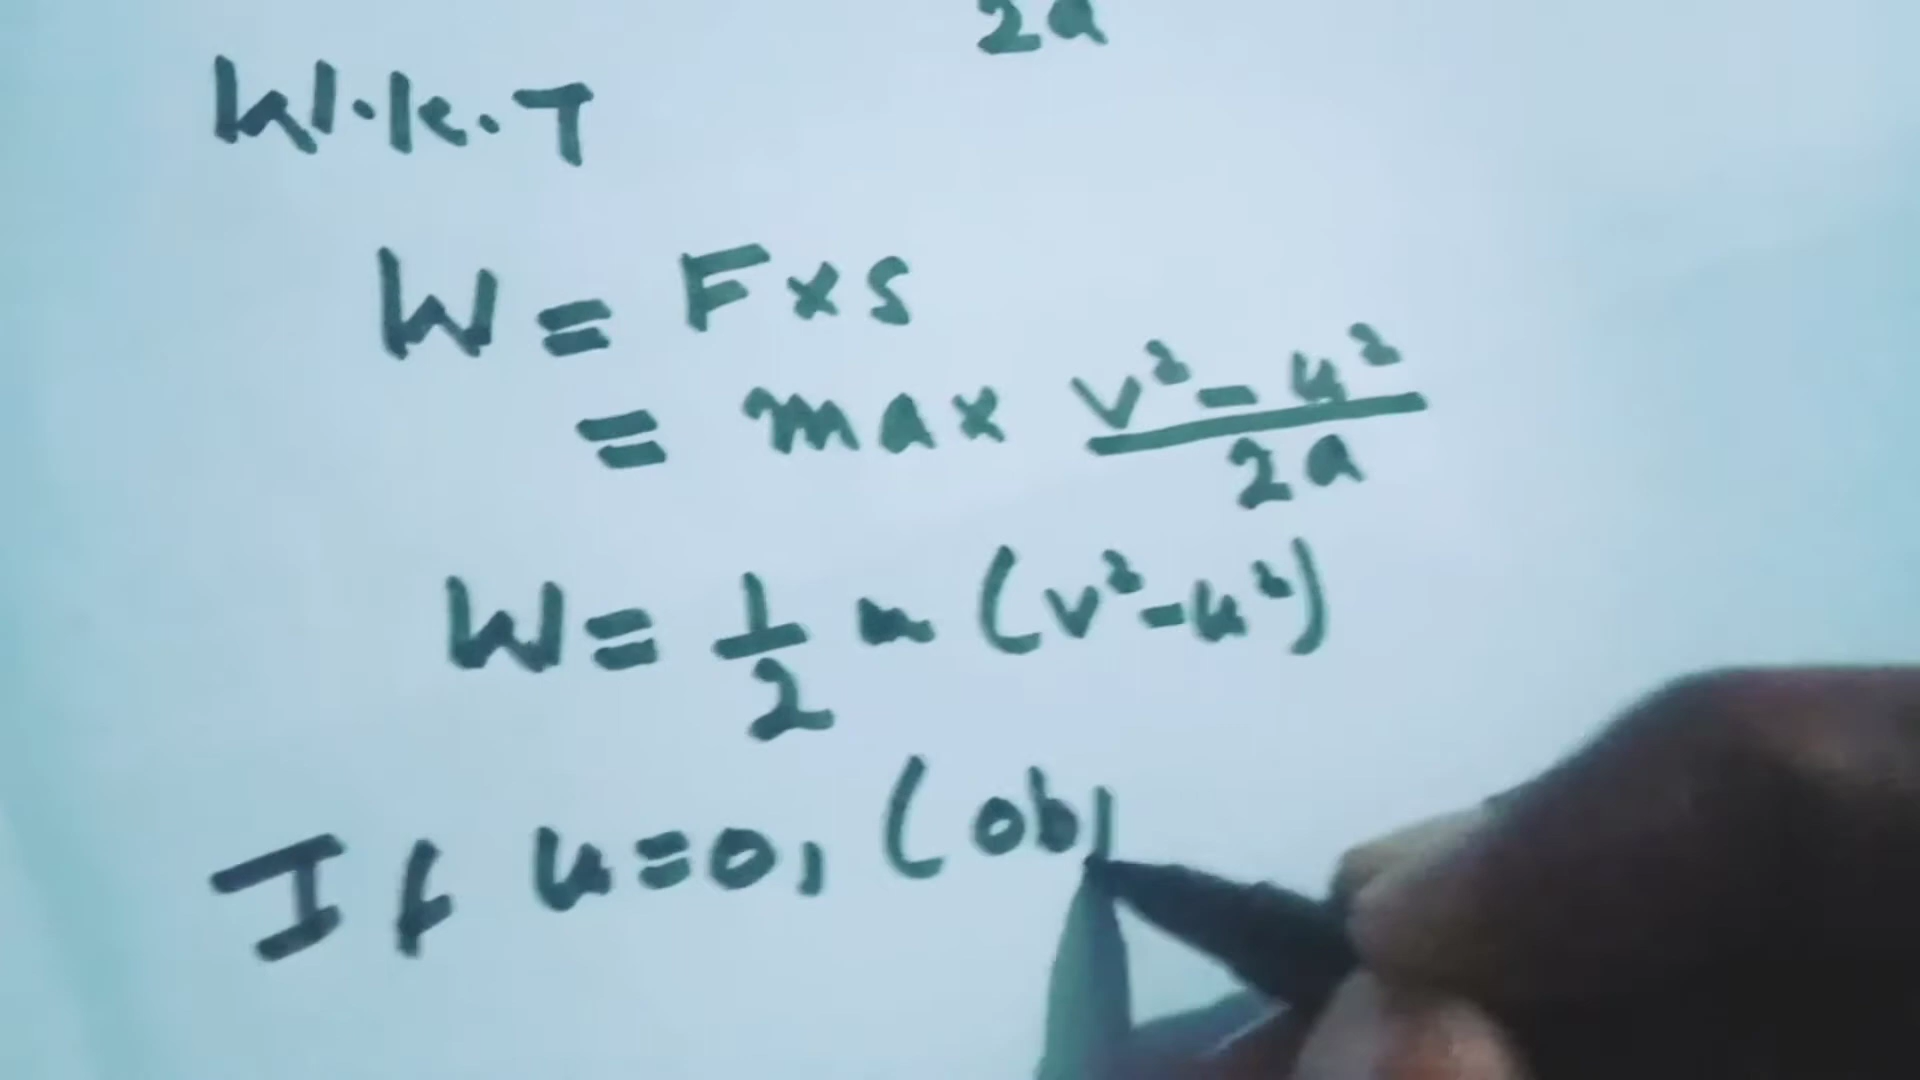 2a
W.K.T
W = F × s
= ma × v² - u² / 2a
W = 1/2 m (v² - u²)
If u = 0, (obj